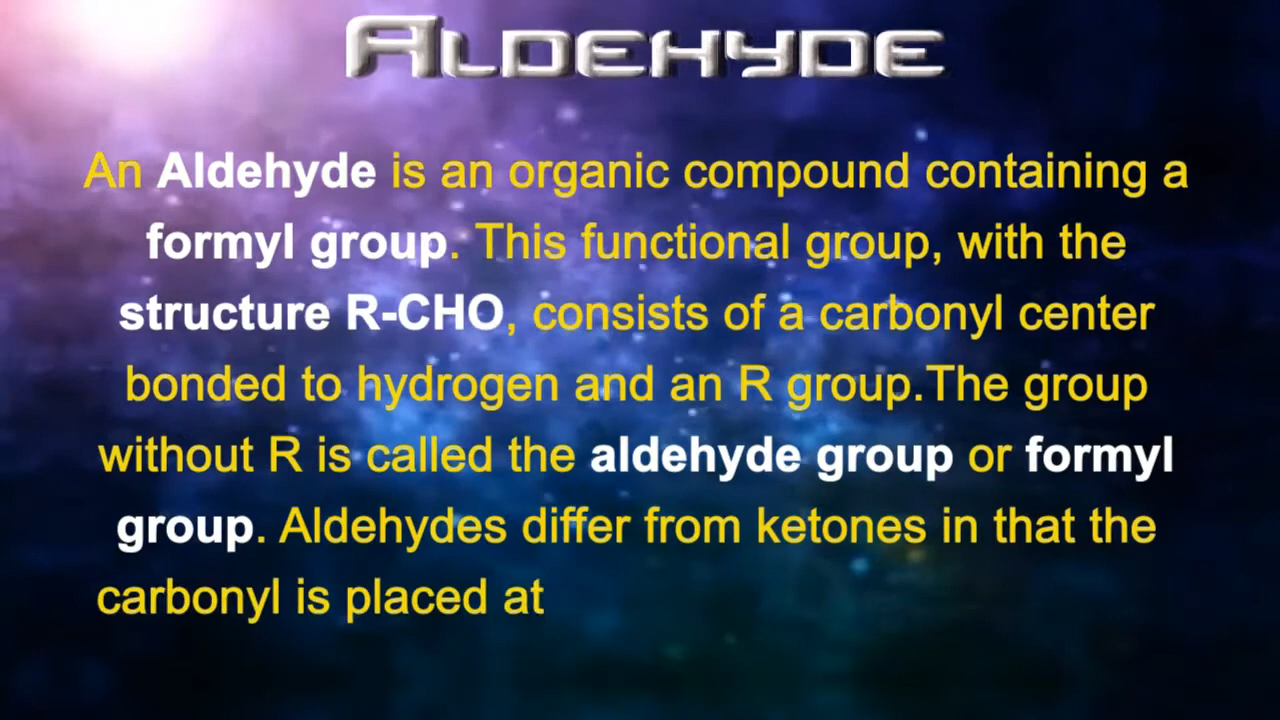 ALDEHYDE
An Aldehyde is an organic compound containing a
formyl group. This functional group, with the
structure R-CHO, consists of a carbonyl center
bonded to hydrogen and an R group.The group
without R is called the aldehyde group or formyl
group. Aldehydes differ from ketones in that the
carbonyl is placed at